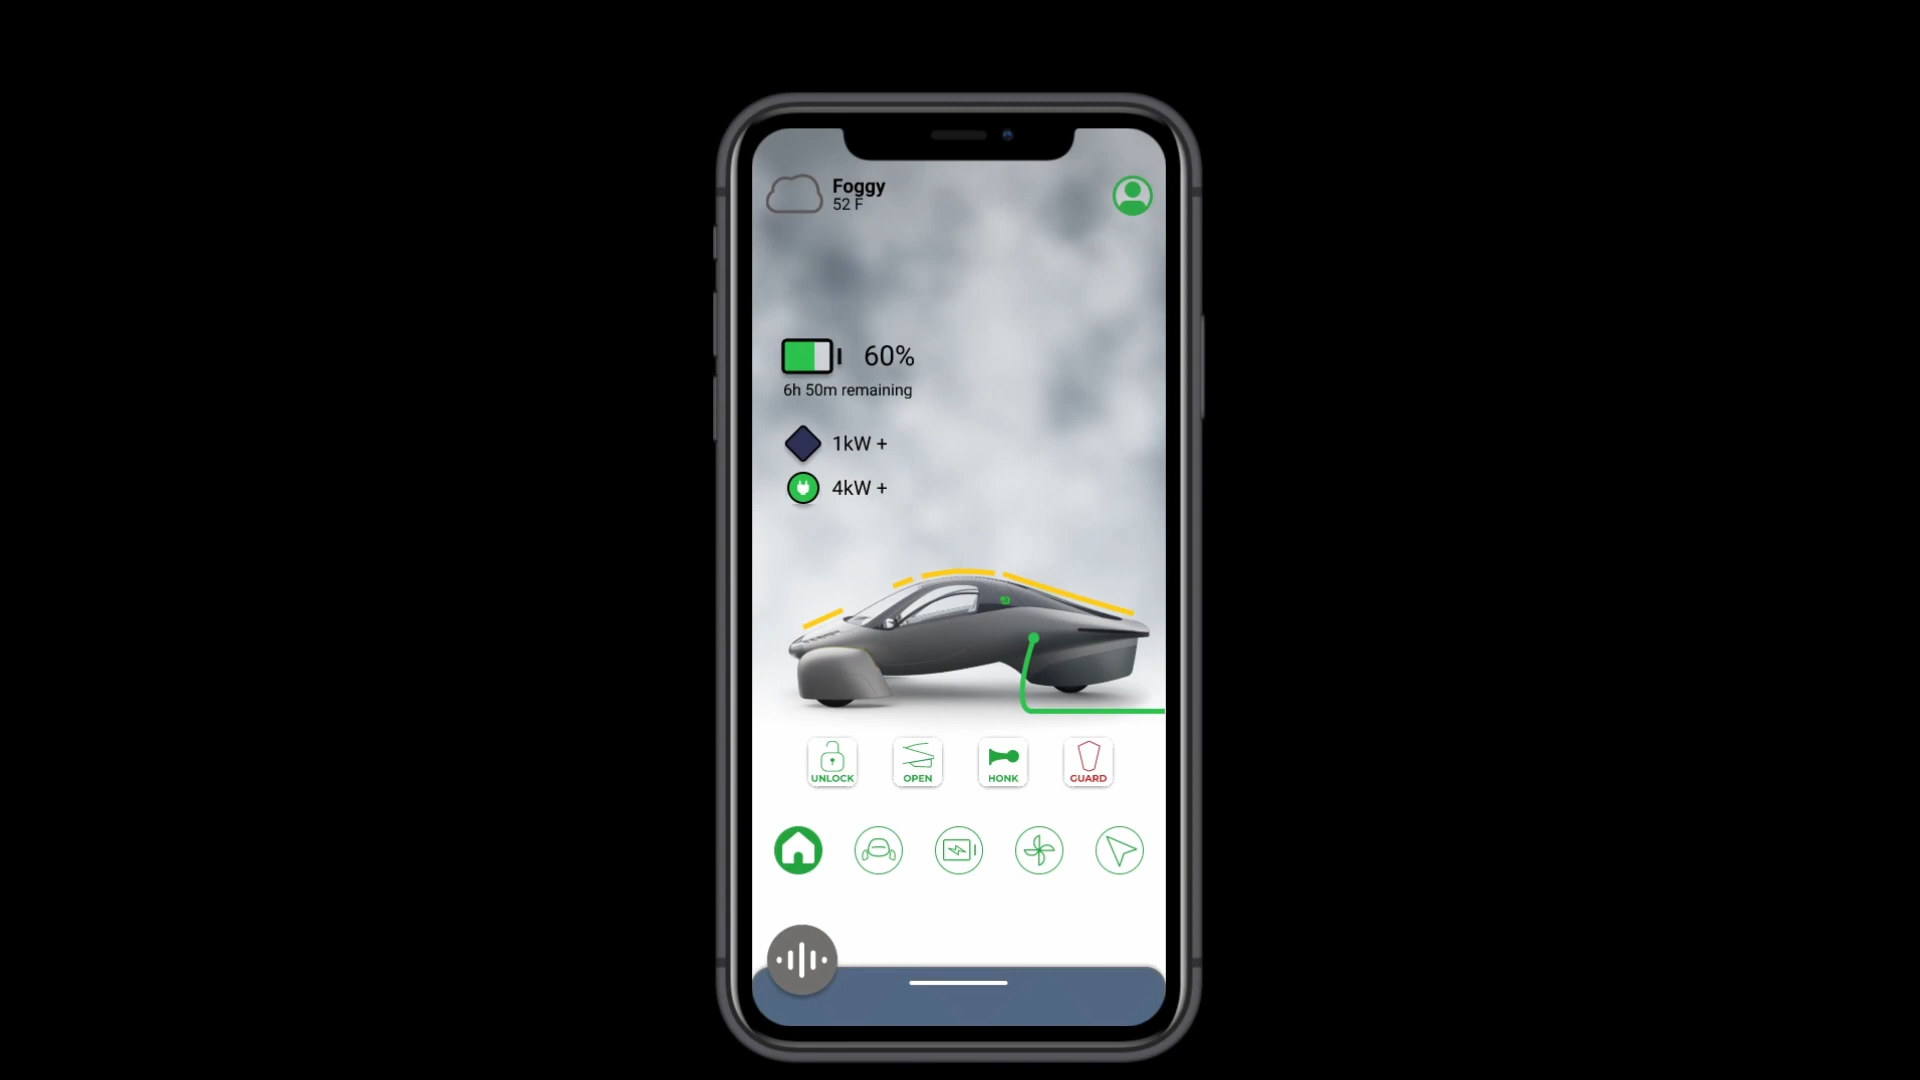 Foggy
52 F
60%
6h 50m remaining
1kW +
4kW +
UNLOCK
OPEN
HONK
GUARD